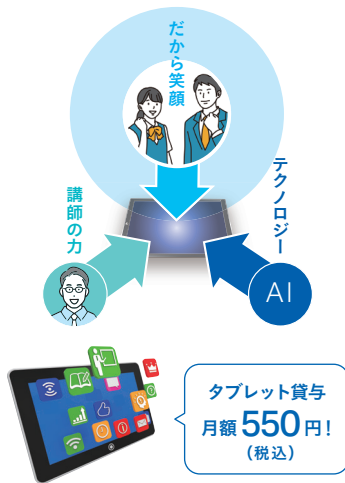 だから笑顔
講師の力
テクノロジー
AI
タブレット貸与
月額550円！
(税込)